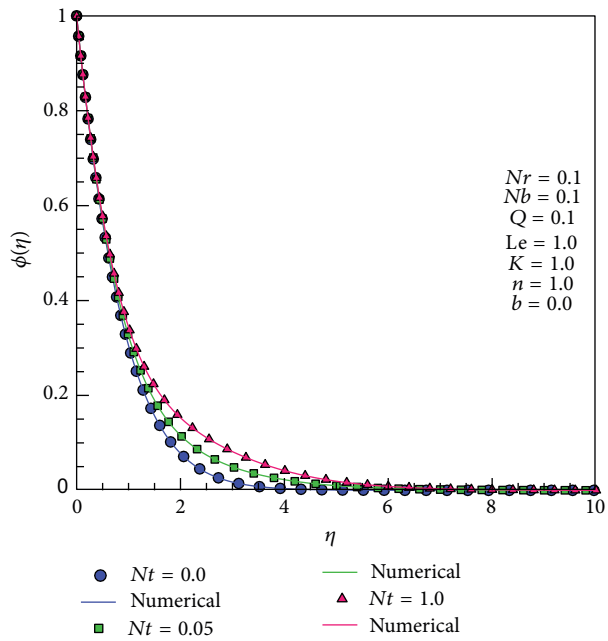 1
0.8
0.6
0.4
0.2
0
0 2 4 6 8 10
ϕ(η)
η
Nr = 0.1
Nb = 0.1
Q = 0.1
Le = 1.0
K = 1.0
n = 1.0
b = 0.0
Nt = 0.0
Numerical
Nt = 0.05
Numerical
Nt = 1.0
Numerical